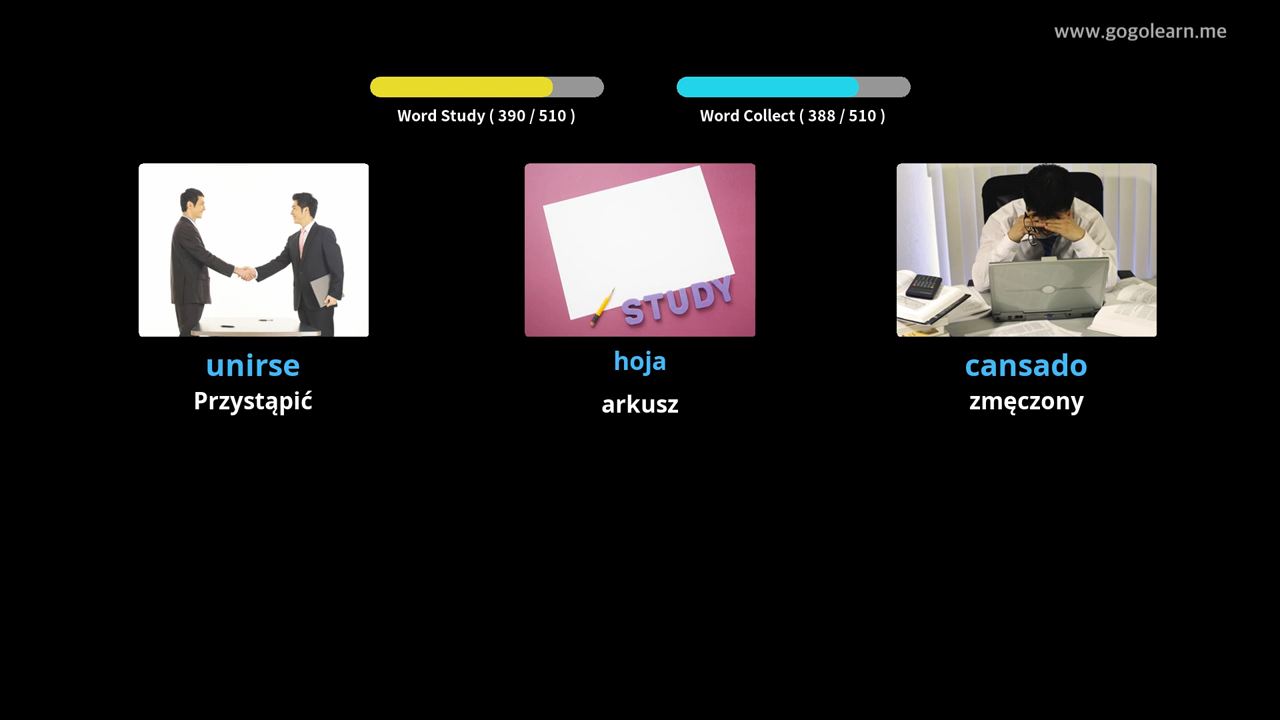 www.gogolearn.me
Word Study ( 390 / 510 )
Word Collect ( 388 / 510 )
STUDY
unirse
Przystąpić
hoja
arkusz
cansado
zmęczony